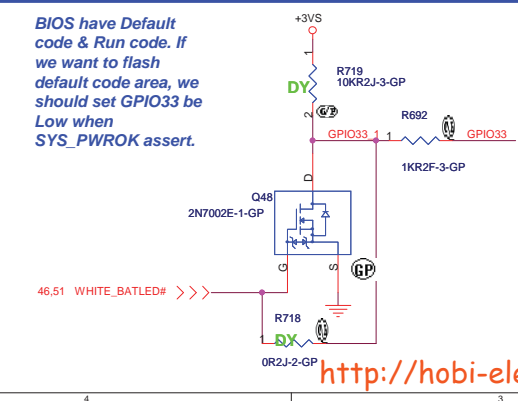 BIOS have Default
code & Run code. If
we want to flash
default code area, we
should set GPIO33 be
Low when
SYS_PWROK assert.
+3VS
1
R719
10KR2J-3-GP
DY
2
GPIO33_1
1
R692
GPIO33
1KR2F-3-GP
D
Q48
2N7002E-1-GP
G
S
GP
46,51 WHITE_BATLED#
R718
1
DY
0R2J-2-GP
http://hobi-ele
4
3